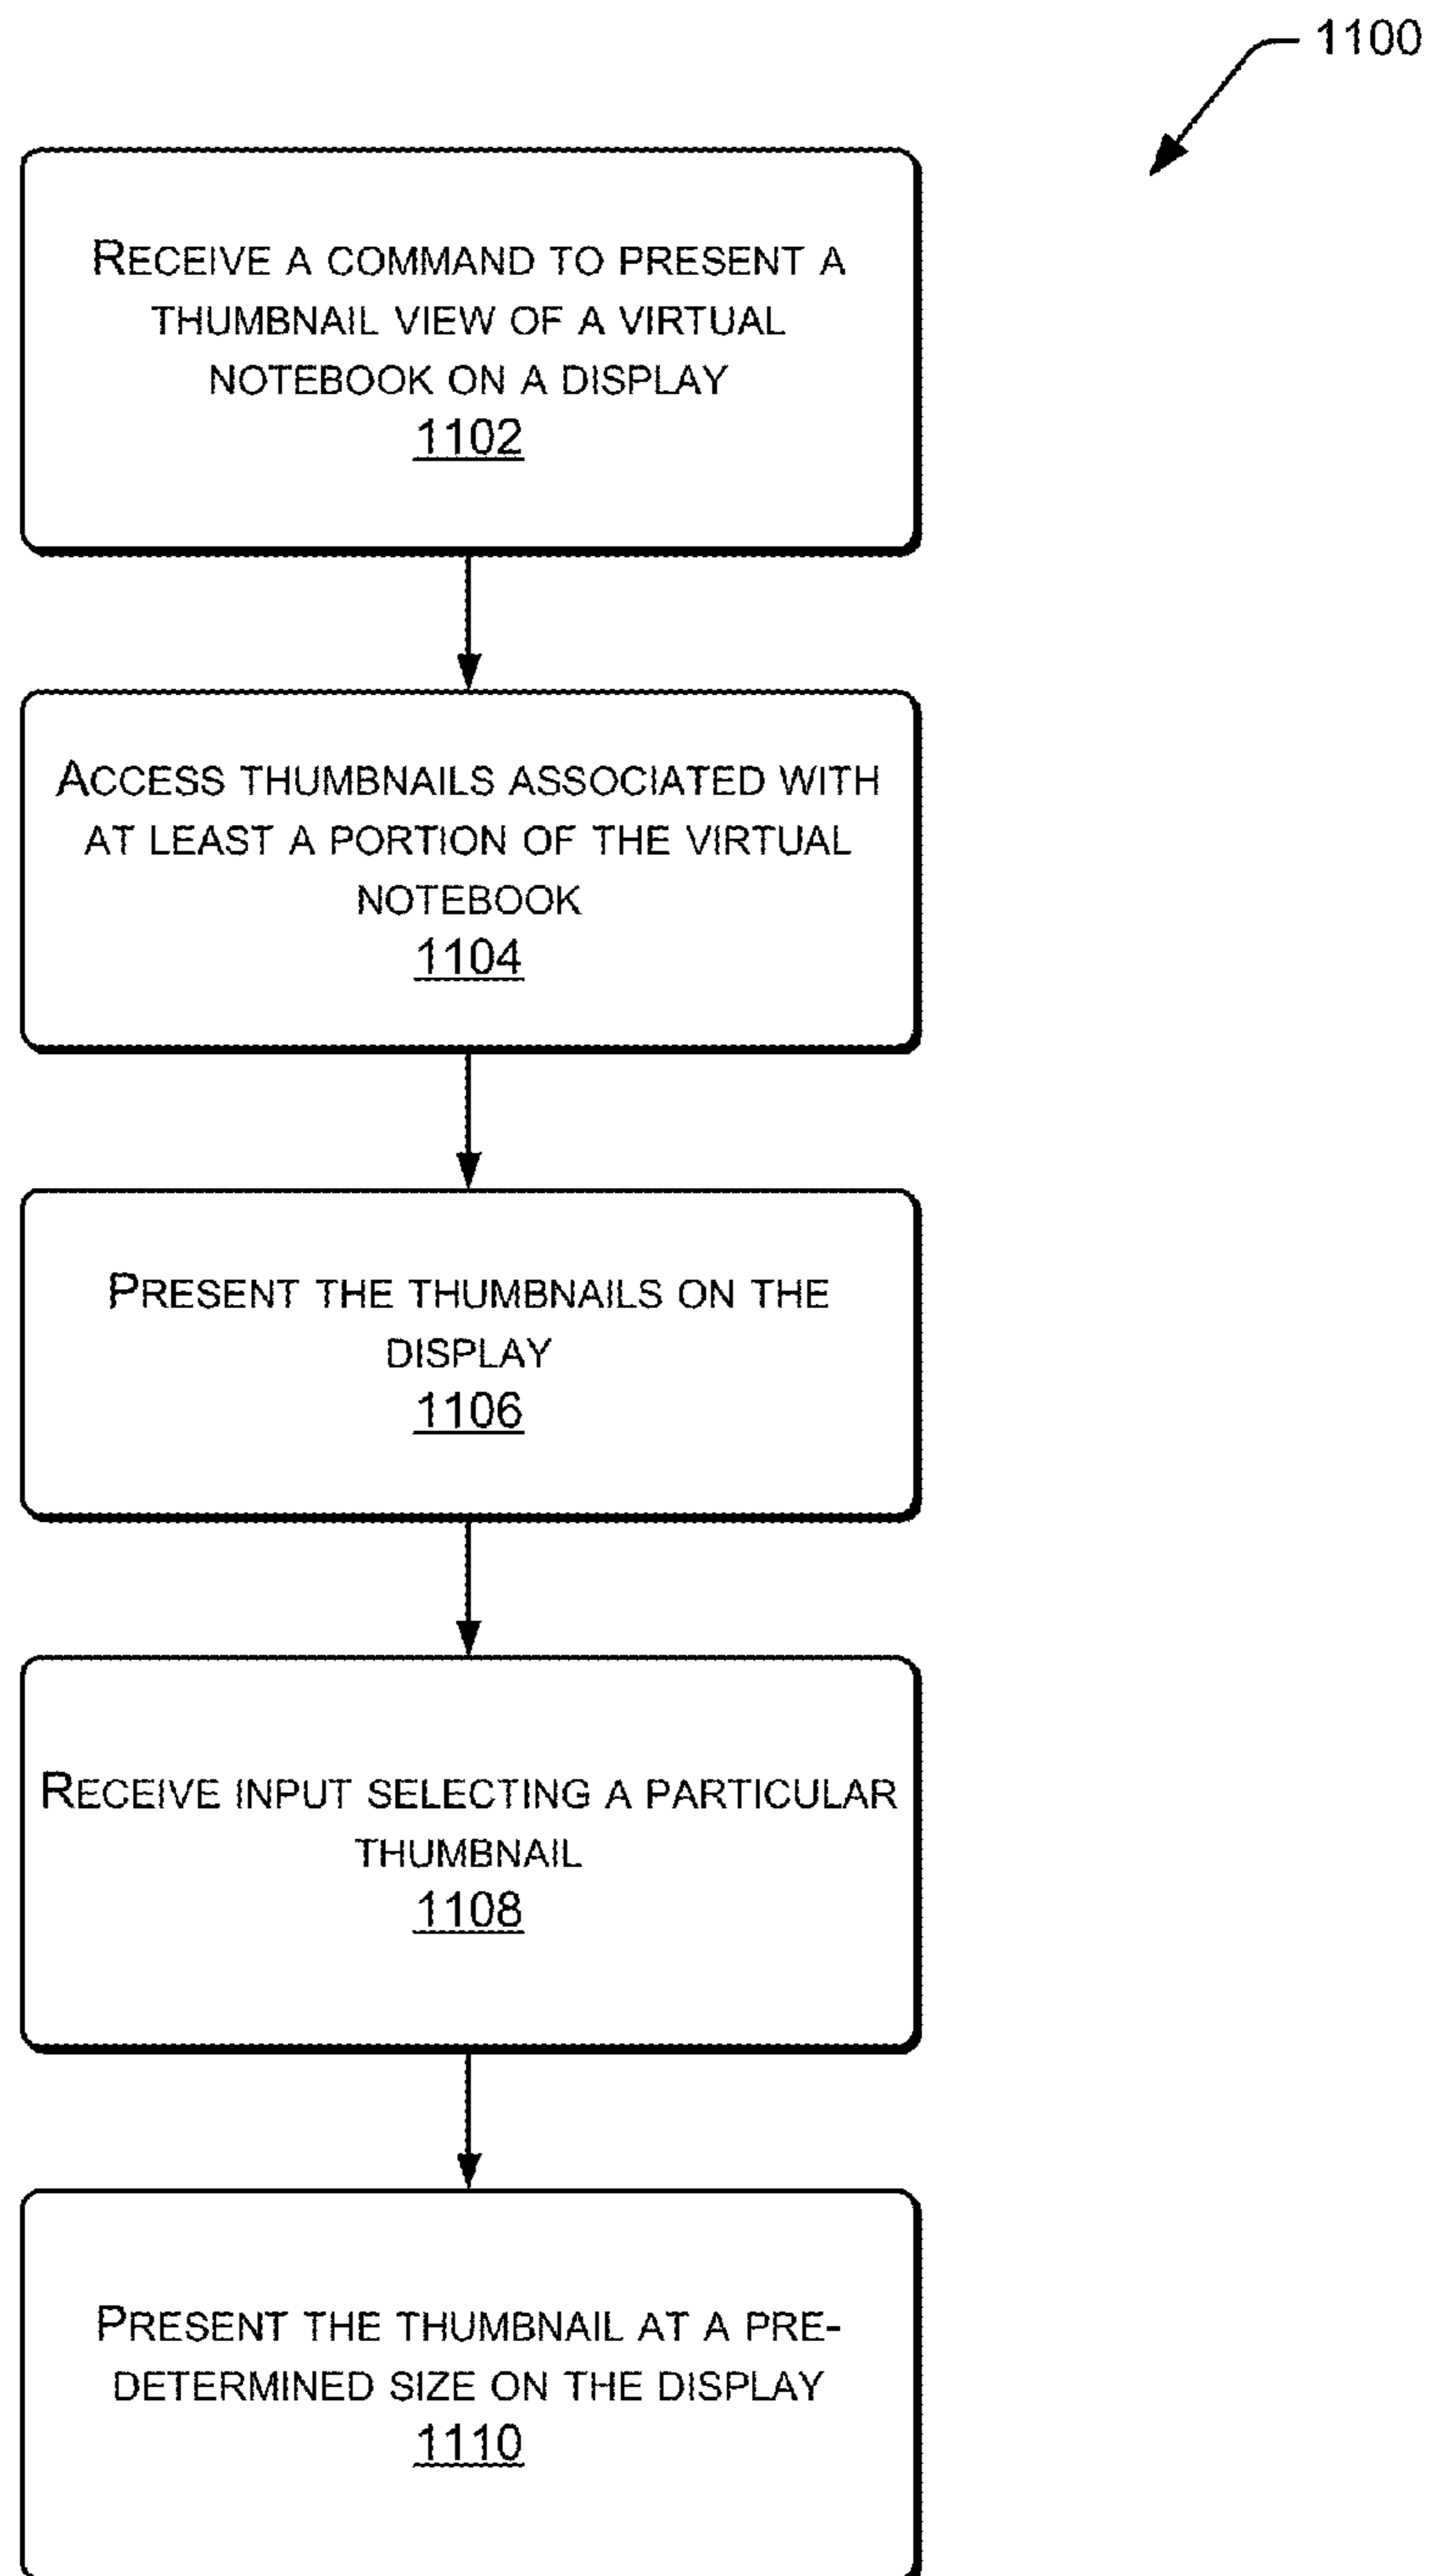 1100
RECEIVE A COMMAND TO PRESENT A
THUMBNAIL VIEW OF A VIRTUAL
NOTEBOOK ON A DISPLAY
1102
ACCESS THUMBNAILS ASSOCIATED WITH
AT LEAST A PORTION OF THE VIRTUAL
NOTEBOOK
1104
PRESENT THE THUMBNAILS ON THE
DISPLAY
1106
RECEIVE INPUT SELECTING A PARTICULAR
THUMBNAIL
1108
PRESENT THE THUMBNAIL AT A PRE-
DETERMINED SIZE ON THE DISPLAY
1110